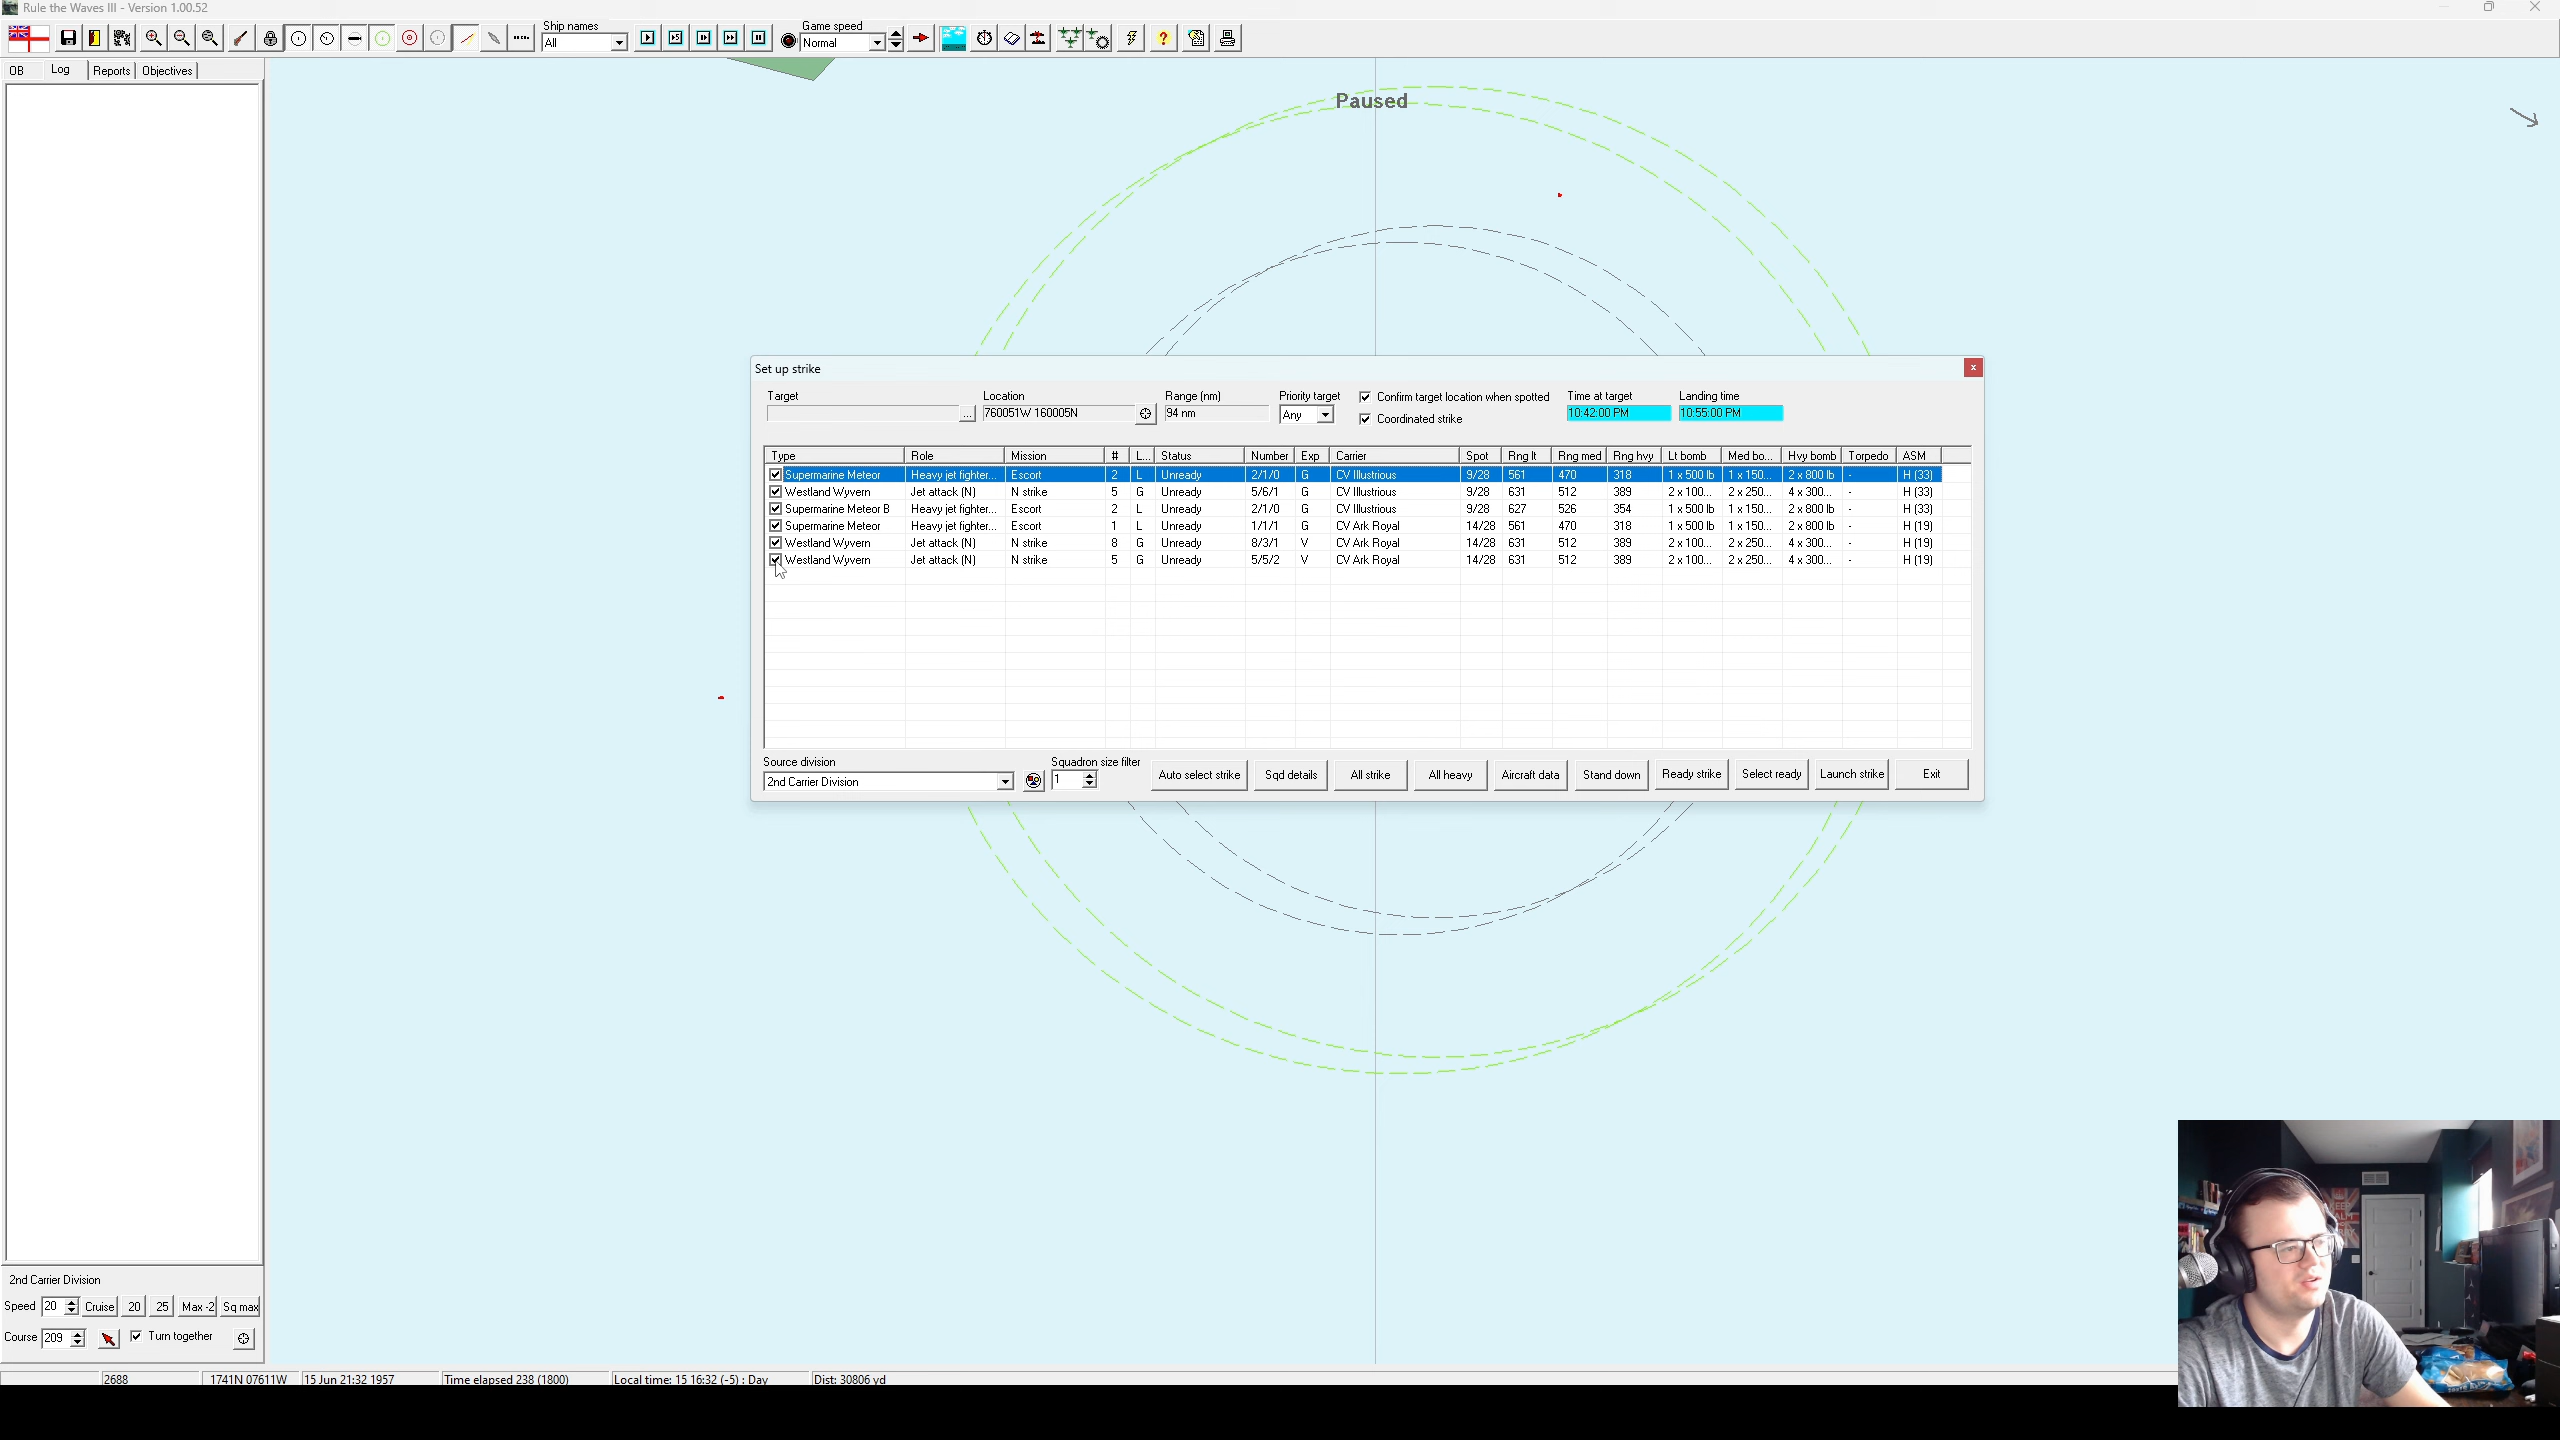 Rule the Waves III - Version 1.00.52
Ship names
All
Game speed
Normal
OB Log Reports Objectives
Paused
Set up strike
Target Location Range (nm) Priority target Confirm target location when spotted Time at target Landing time
... 760051W 160005N 94 nm Any Coordinated strike 10:42:00 PM 10:55:00 PM
Type Role Mission # L... Status Number Exp Carrier Spot Rng lt Rng med Rng hvy Lt bomb Med bo... Hvy bomb Torpedo ASM
Supermarine Meteor Heavy jet fighter... Escort 2 L Unready 2/1/0 G CV Illustrious 9/28 561 470 318 1 x 500 lb 1 x 150... 2 x 800 lb - H (33)
Westland Wyvern Jet attack (N) N strike 5 G Unready 5/6/1 G CV Illustrious 9/28 631 512 389 2 x 100... 2 x 250... 4 x 300... - H (33)
Supermarine Meteor B Heavy jet fighter... Escort 2 L Unready 2/1/0 G CV Illustrious 9/28 627 526 354 1 x 500 lb 1 x 150... 2 x 800 lb - H (33)
Supermarine Meteor Heavy jet fighter... Escort 1 L Unready 1/1/1 G CV Ark Royal 14/28 561 470 318 1 x 500 lb 1 x 150... 2 x 800 lb - H (19)
Westland Wyvern Jet attack (N) N strike 8 G Unready 8/3/1 V CV Ark Royal 14/28 631 512 389 2 x 100... 2 x 250... 4 x 300... - H (19)
Westland Wyvern Jet attack (N) N strike 5 G Unready 5/5/2 V CV Ark Royal 14/28 631 512 389 2 x 100... 2 x 250... 4 x 300... - H (19)
Source division Squadron size filter
2nd Carrier Division 1 Auto select strike Sqd details All strike All heavy Aircraft data Stand down Ready strike Select ready Launch strike Exit
2nd Carrier Division
Speed 20 Cruise 20 25 Max -2 Sq max
Course 209 Turn together
2688 1741N 07611W 15 Jun 21:32 1957 Time elapsed 238 (1800) Local time: 15 16:32 (-5) : Day Dist: 30806 yd